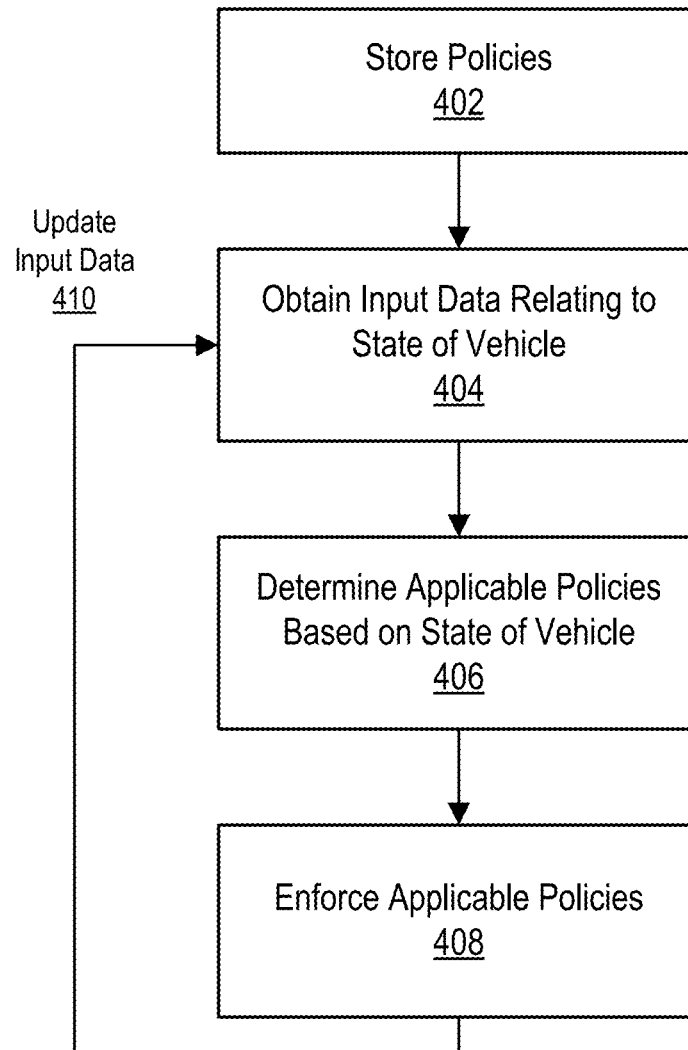 Store Policies
402
Update
Input Data
410
Obtain Input Data Relating to
State of Vehicle
404
Determine Applicable Policies
Based on State of Vehicle
406
Enforce Applicable Policies
408